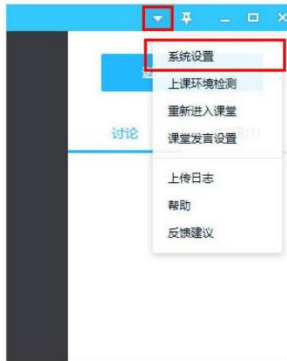 系统设置
上课环境检测
重新进入课堂
讨论
课堂发言设置
上传日志
帮助
反馈建议